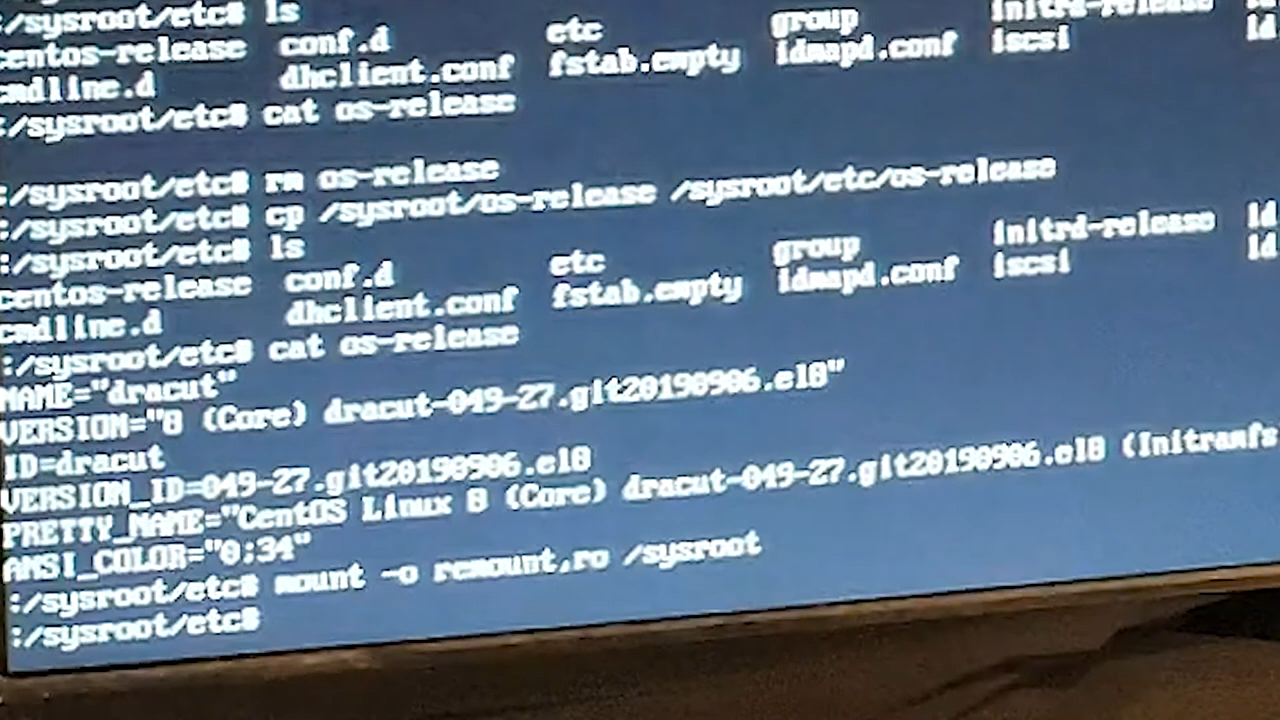 :/sysroot/etc# ls
centos-release conf.d etc group initrd-release ld
cmdline.d dhclient.conf fstab.empty idmapd.conf iscsi ld
:/sysroot/etc# cat os-release
:/sysroot/etc# rm os-release
:/sysroot/etc# cp /sysroot/os-release /sysroot/etc/os-release
:/sysroot/etc# ls
centos-release conf.d etc group initrd-release ld
cmdline.d dhclient.conf fstab.empty idmapd.conf iscsi ld
:/sysroot/etc# cat os-release
NAME="dracut"
VERSION="8 (Core) dracut-049-27.git20190906.el8"
ID=dracut
VERSION_ID=049-27.git20190906.el8
PRETTY_NAME="CentOS Linux 8 (Core) dracut-049-27.git20190906.el8 (Initramfs
ANSI_COLOR="0;34"
:/sysroot/etc# mount -o remount,ro /sysroot
:/sysroot/etc#